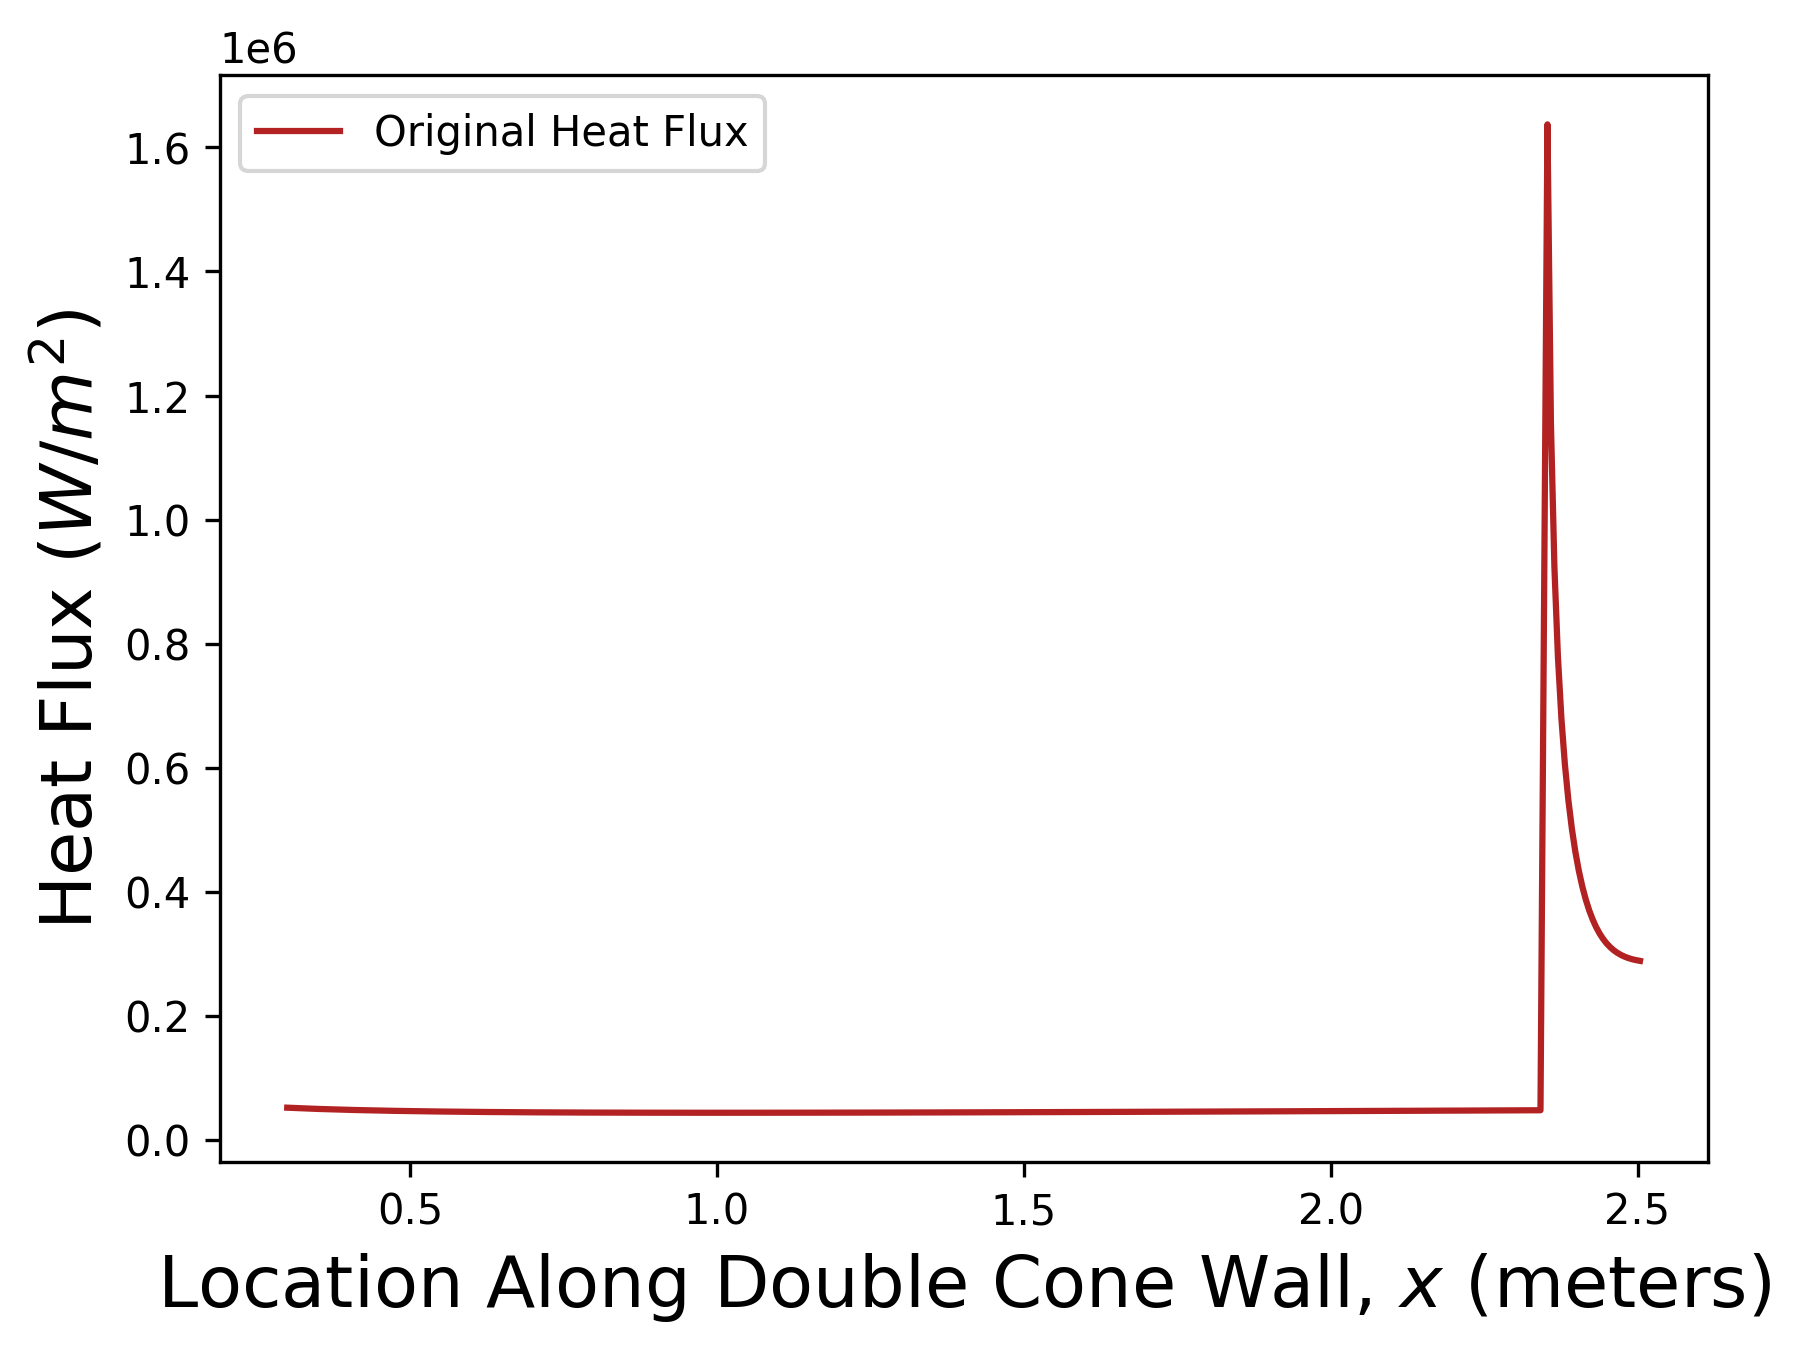 1e6
Original Heat Flux
1.6
1.4
1.2
1.0
0.8
0.6
0.4
0.2
0.0
Heat Flux (W/m²)
0.5 1.0 1.5 2.0 2.5
Location Along Double Cone Wall, x (meters)